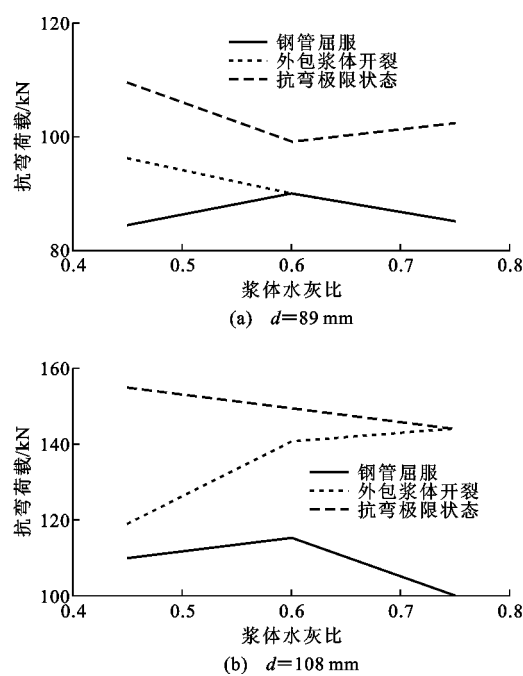 120
钢管屈服
外包浆体开裂
抗弯极限状态
抗弯荷载/kN
100
80
0.4 0.5 0.6 0.7 0.8
浆体水灰比
(a) d=89 mm
160
抗弯荷载/kN
140
钢管屈服
外包浆体开裂
抗弯极限状态
120
100
0.4 0.5 0.6 0.7 0.8
浆体水灰比
(b) d=108 mm